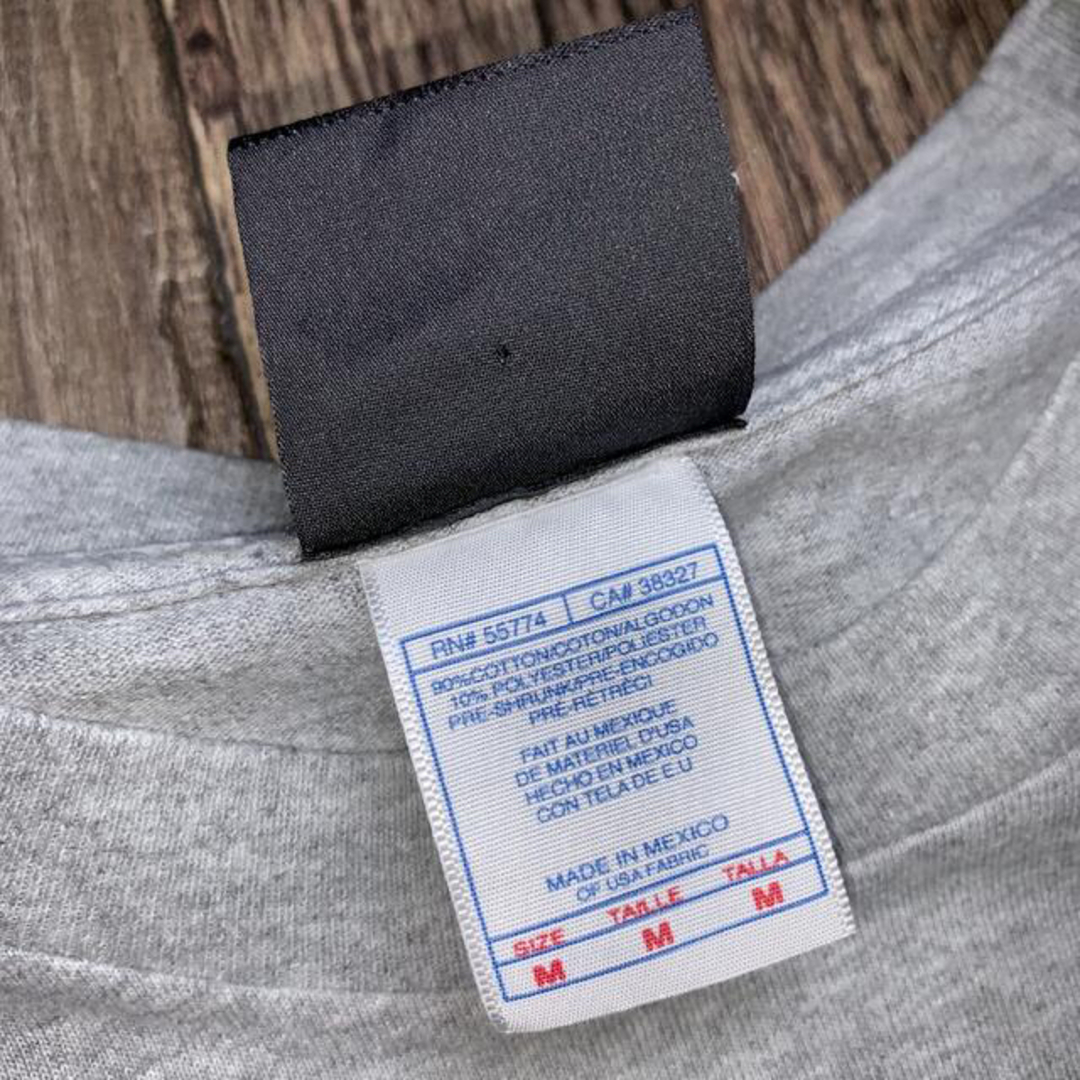 RN# 55774 CA# 38327
90%COTTON/COTON/ALGODON
10% POLYESTER/POLIESTER
PRE-SHRUNK/PRE-ENCOGIDO
PRÉ-RÉTRÉCI
FAIT AU MEXIQUE
DE MATERIEL D'USA
HECHO EN MEXICO
CON TELA DE E.U
MADE IN MEXICO
OF USA FABRIC
SIZE TAILLE TALLA
M M M